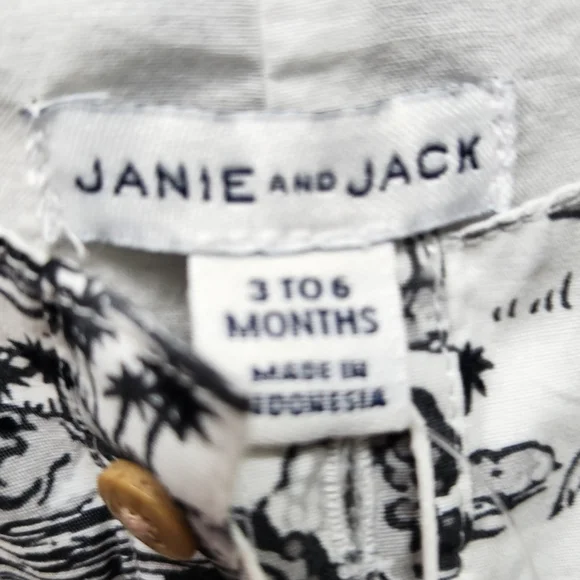 JANIE AND JACK
3 TO 6
MONTHS
MADE IN
INDONESIA